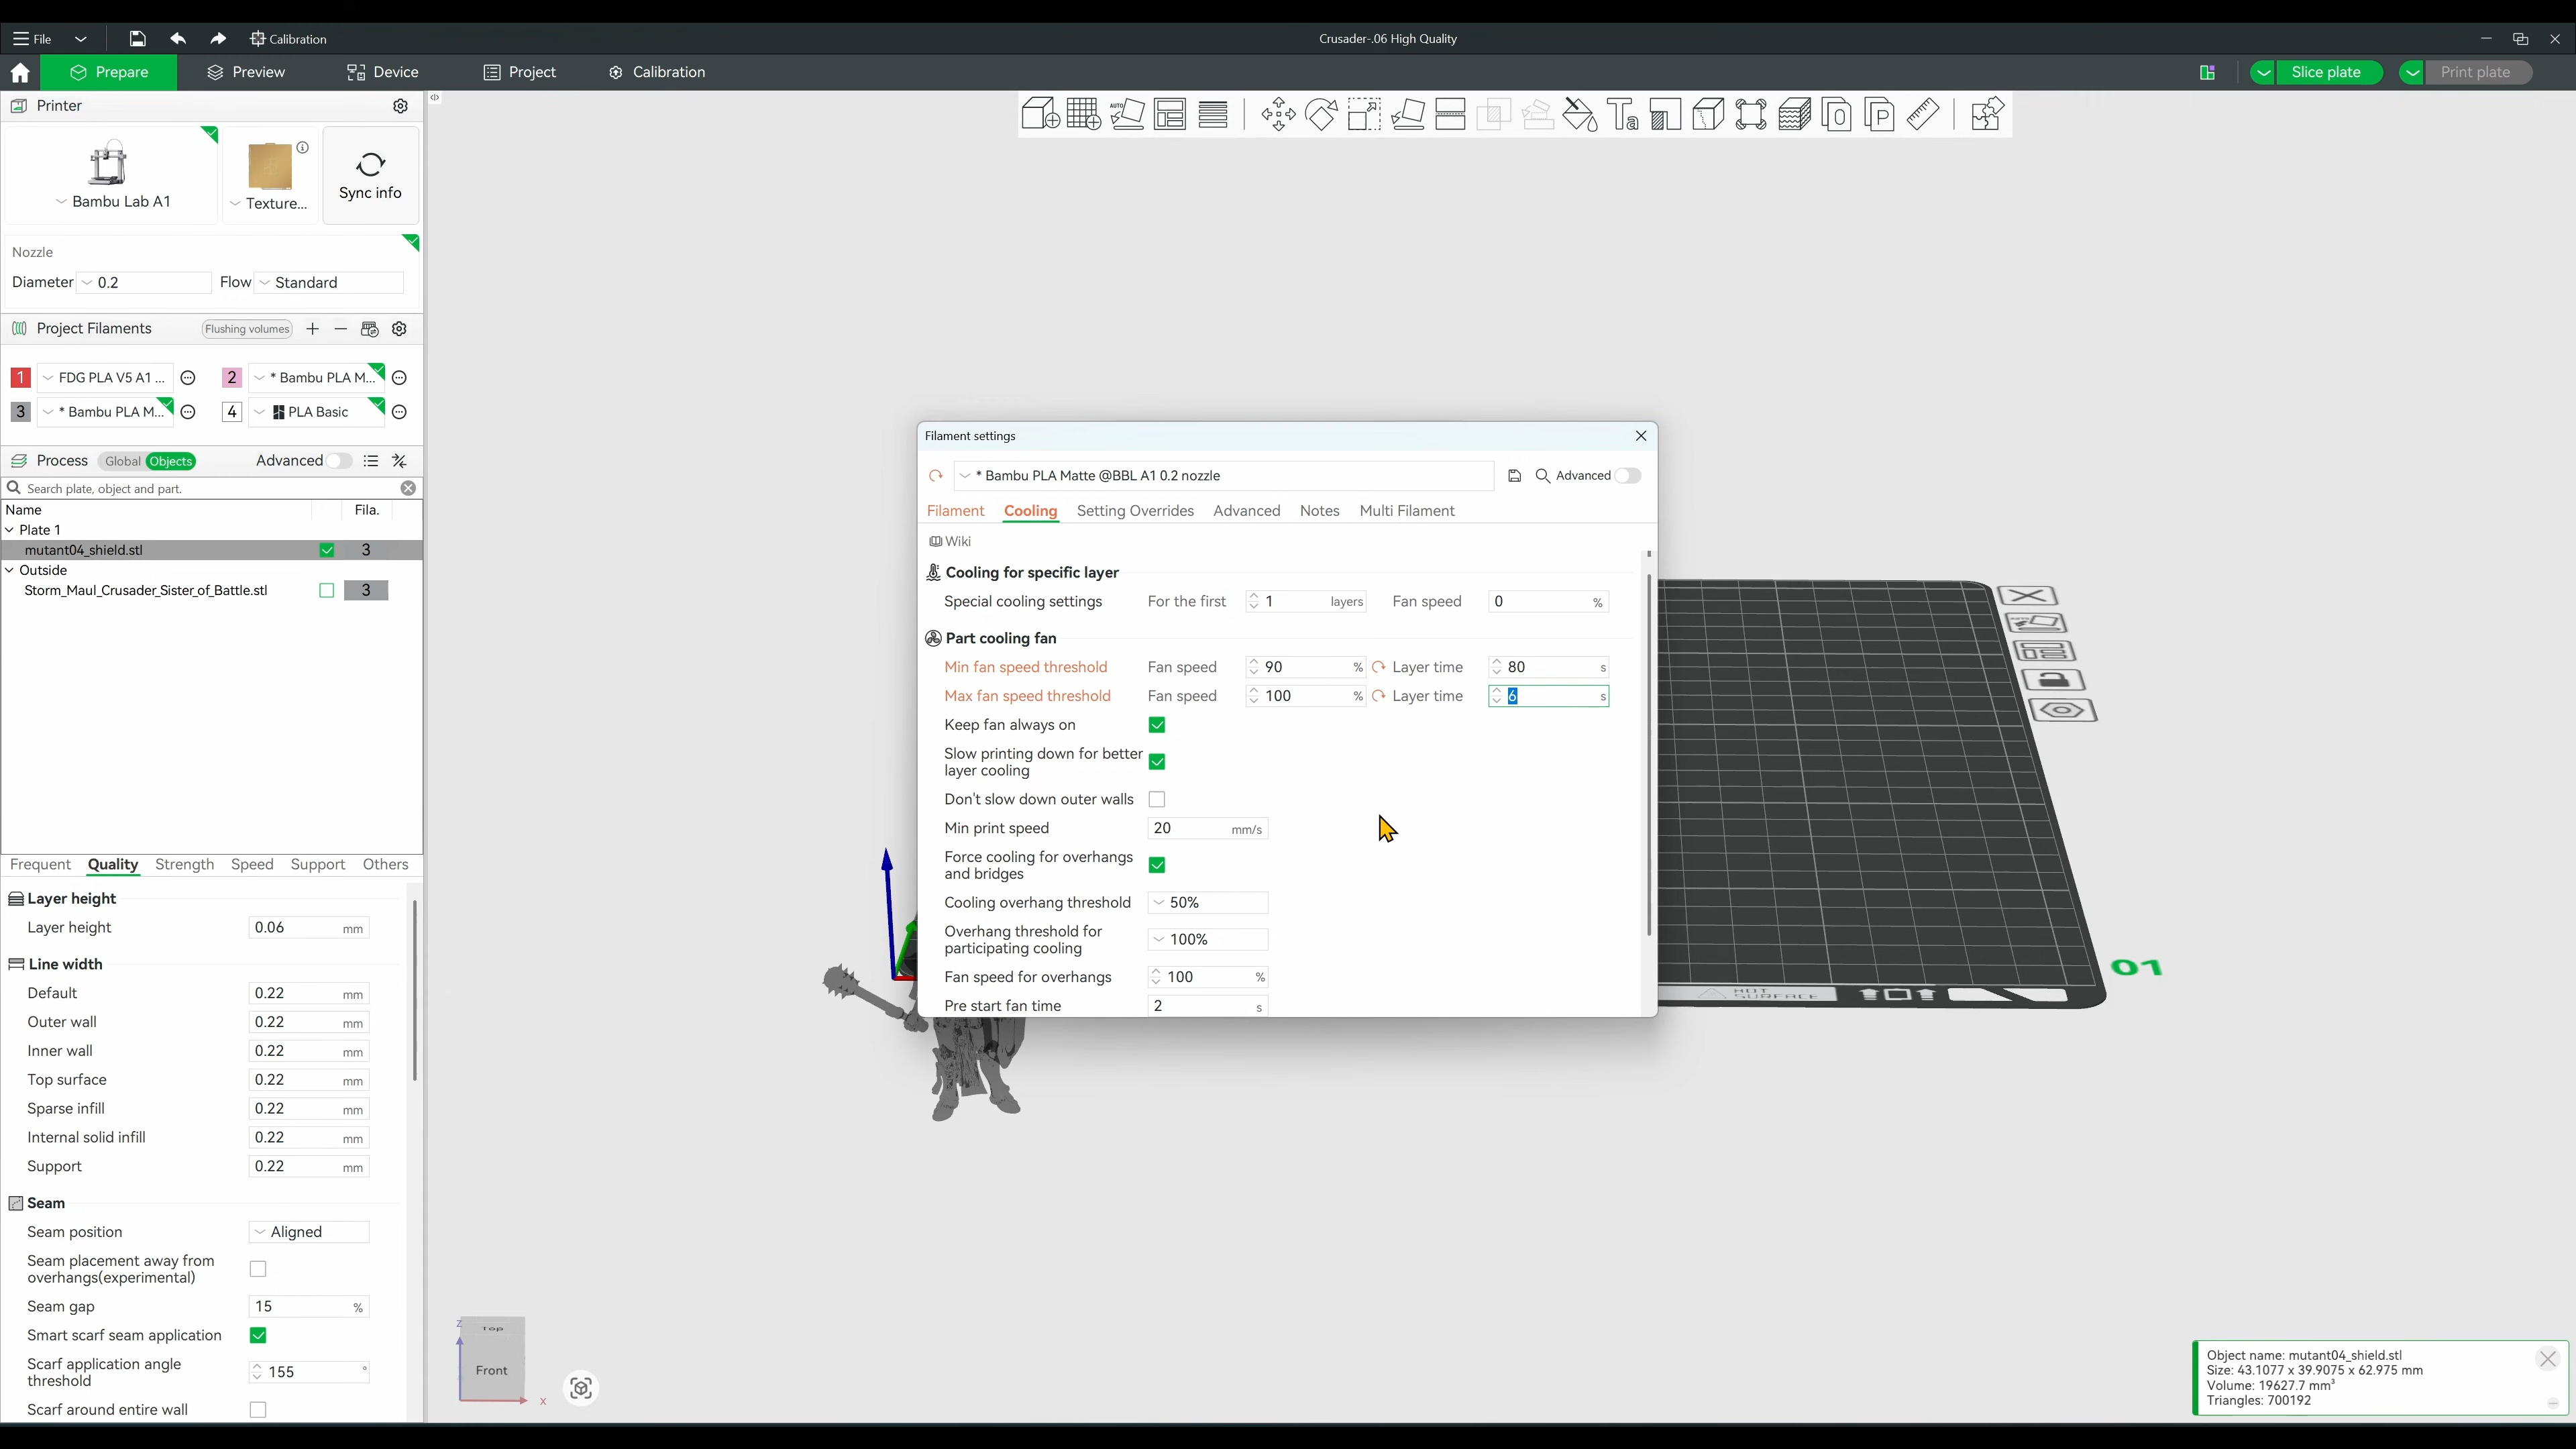 File
Calibration
Crusader-.06 High Quality
Prepare
Preview
Device
Project
Calibration
Slice plate
Print plate
Printer
Bambu Lab A1
Texture...
Sync info
Nozzle
Diameter 0.2 Flow Standard
Project Filaments Flushing volumes
1 FDG PLA V5 A1 ... 2 * Bambu PLA M...
3 * Bambu PLA M... 4 PLA Basic
Process Global Objects Advanced
Search plate, object and part.
Name Fila.
Plate 1
mutant04_shield.stl 3
Outside
Storm_Maul_Crusader_Sister_of_Battle.stl 3
Frequent Quality Strength Speed Support Others
Layer height
Layer height 0.06 mm
Line width
Default 0.22 mm
Outer wall 0.22 mm
Inner wall 0.22 mm
Top surface 0.22 mm
Sparse infill 0.22 mm
Internal solid infill 0.22 mm
Support 0.22 mm
Seam
Seam position Aligned
Seam placement away from
overhangs(experimental)
Seam gap 15 %
Smart scarf seam application
Scarf application angle
threshold 155 °
Scarf around entire wall
AUTO
Filament settings
* Bambu PLA Matte @BBL A1 0.2 nozzle
Advanced
Filament Cooling Setting Overrides Advanced Notes Multi Filament
Wiki
Cooling for specific layer
Special cooling settings For the first 1 layers Fan speed 0 %
Part cooling fan
Min fan speed threshold Fan speed 90 % Layer time 80 s
Max fan speed threshold Fan speed 100 % Layer time 6 s
Keep fan always on
Slow printing down for better
layer cooling
Don't slow down outer walls
Min print speed 20 mm/s
Force cooling for overhangs
and bridges
Cooling overhang threshold 50%
Overhang threshold for
participating cooling 100%
Fan speed for overhangs 100 %
Pre start fan time 2 s
HOT
SURFACE
01
Top
Front
z
x
Object name: mutant04_shield.stl
Size: 43.1077 x 39.9075 x 62.975 mm
Volume: 19627.7 mm³
Triangles: 700192